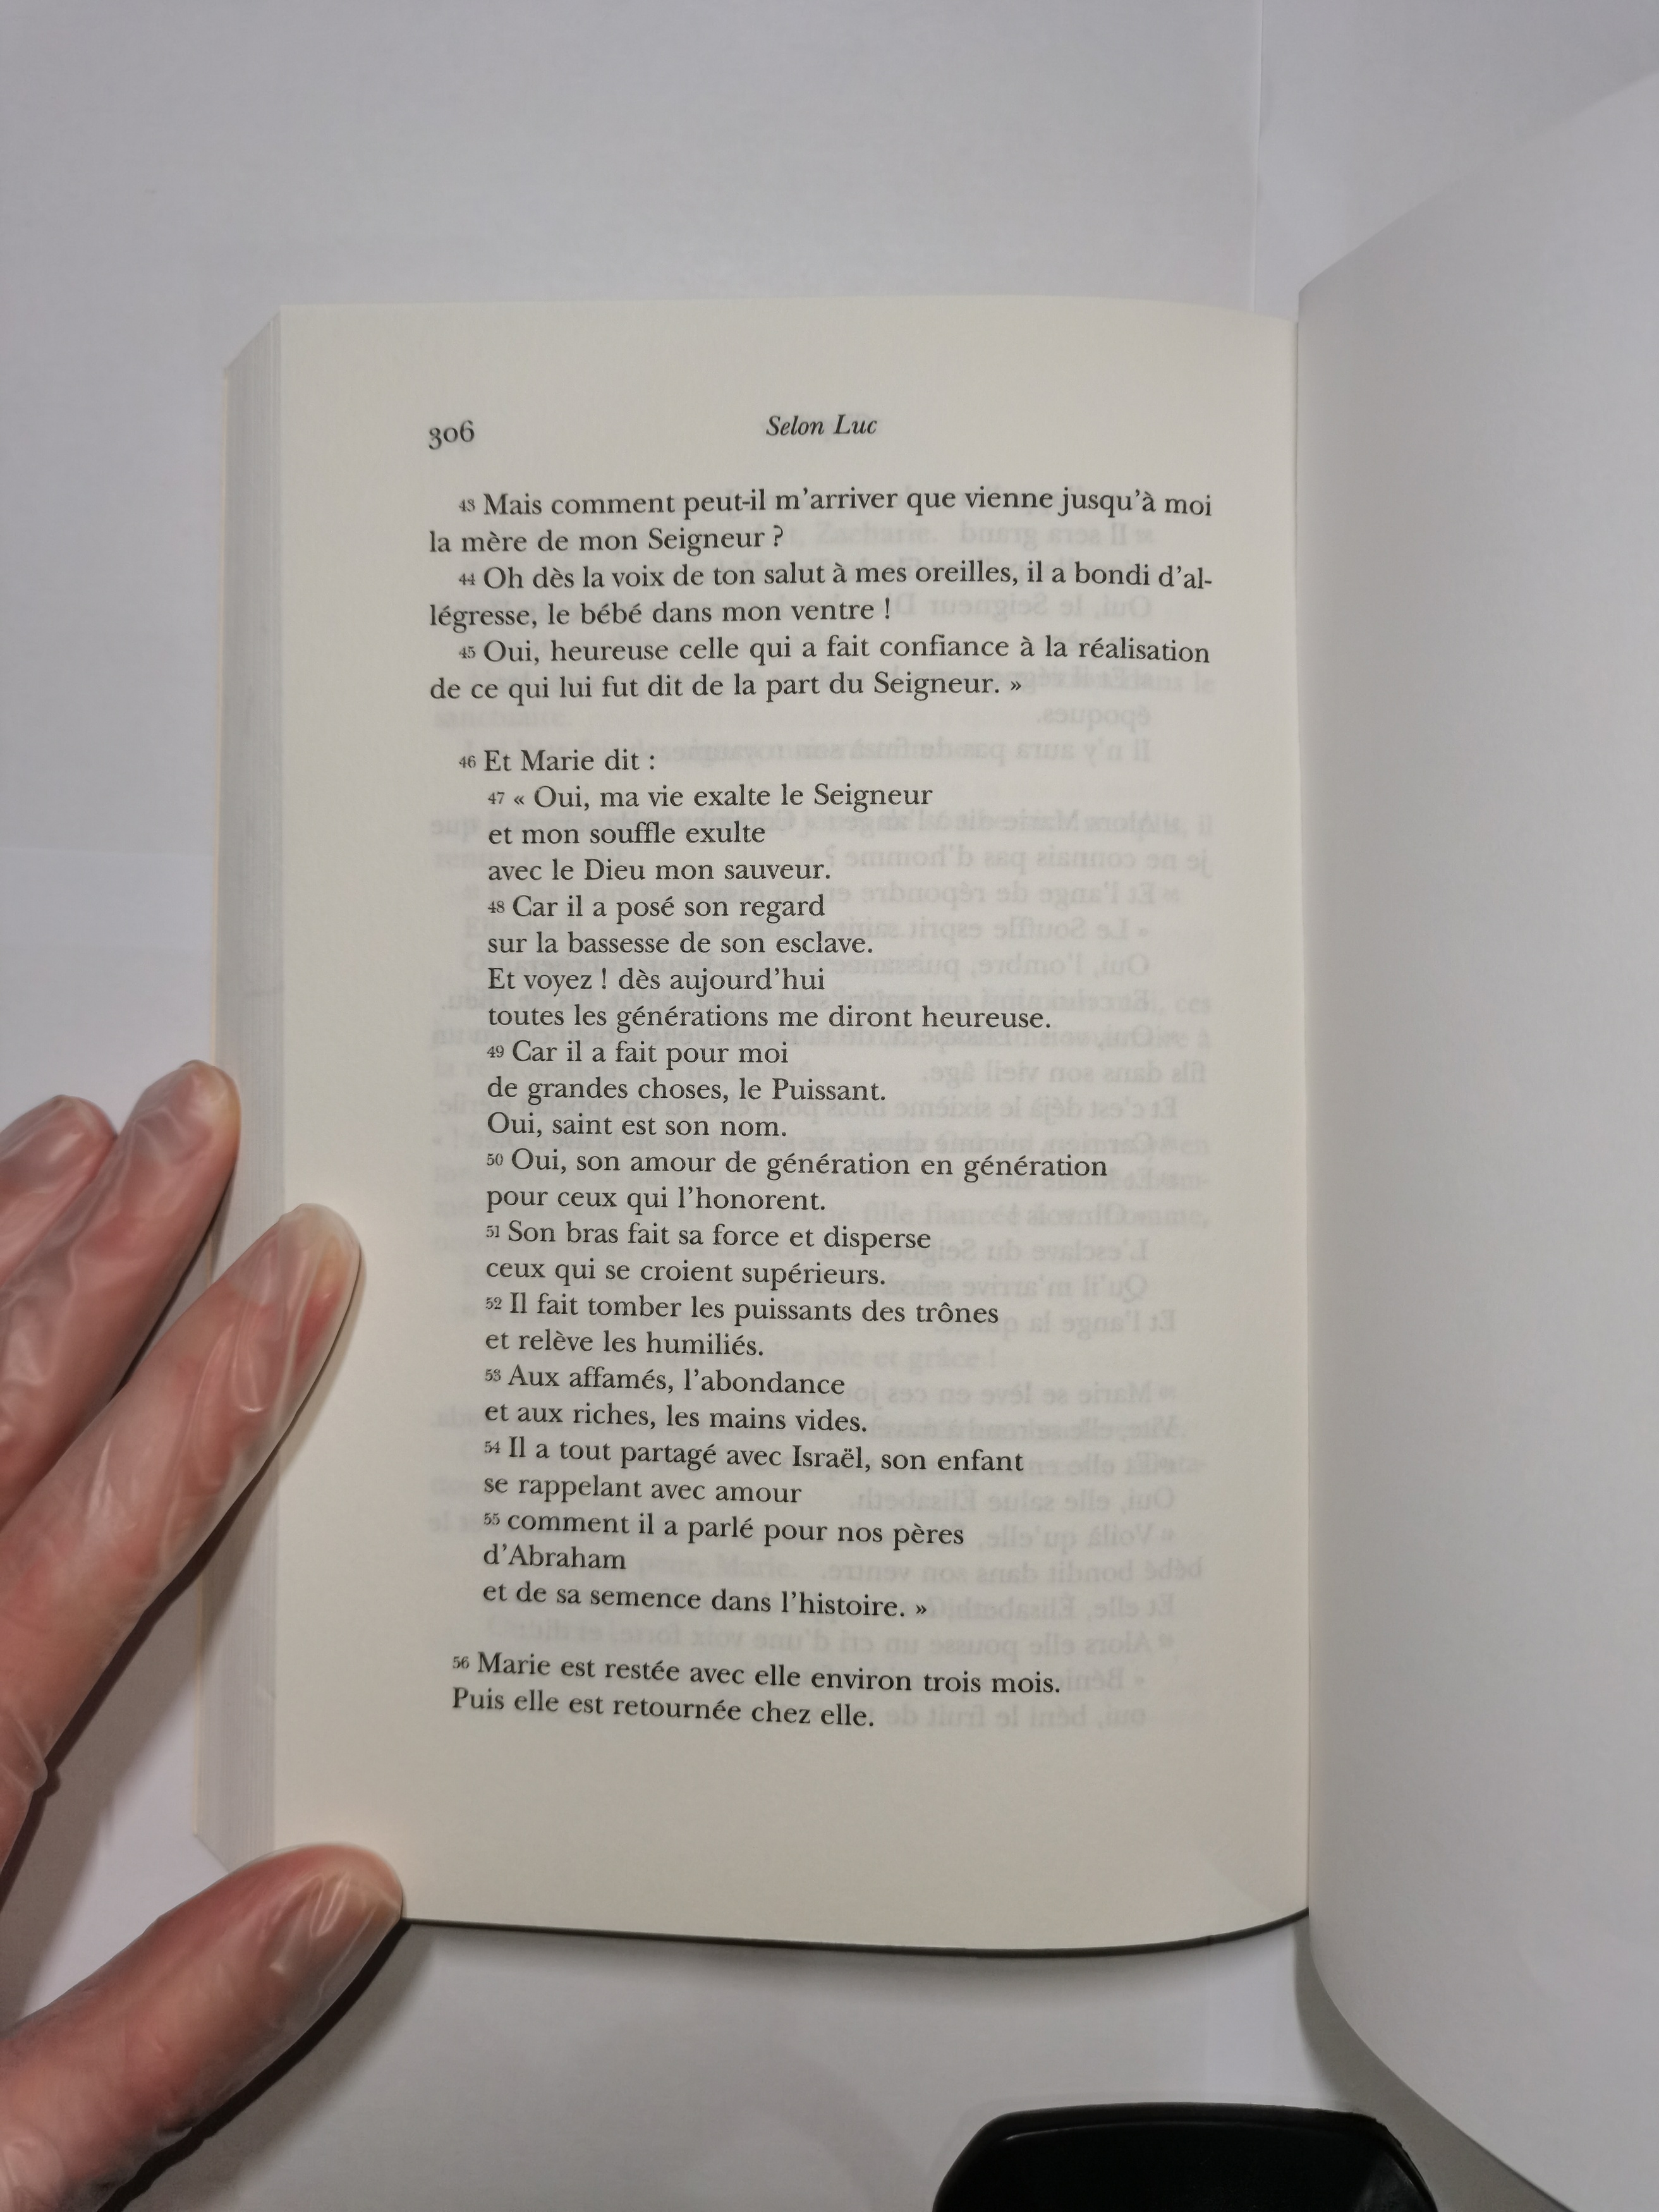 306
Selon Luc
43 Mais comment peut-il m'arriver que vienne jusqu'à moi
la mère de mon Seigneur ?
44 Oh dès la voix de ton salut à mes oreilles, il a bondi d'al-
légresse, le bébé dans mon ventre !
45 Oui, heureuse celle qui a fait confiance à la réalisation
de ce qui lui fut dit de la part du Seigneur. »
46 Et Marie dit :
47 « Oui, ma vie exalte le Seigneur
et mon souffle exulte
avec le Dieu mon sauveur.
48 Car il a posé son regard
sur la bassesse de son esclave.
Et voyez ! dès aujourd'hui
toutes les générations me diront heureuse.
49 Car il a fait pour moi
de grandes choses, le Puissant.
Oui, saint est son nom.
50 Oui, son amour de génération en génération
pour ceux qui l'honorent.
51 Son bras fait sa force et disperse
ceux qui se croient supérieurs.
52 Il fait tomber les puissants des trônes
et relève les humiliés.
53 Aux affamés, l'abondance
et aux riches, les mains vides.
54 Il a tout partagé avec Israël, son enfant
se rappelant avec amour
55 comment il a parlé pour nos pères
d'Abraham
et de sa semence dans l'histoire. »
56 Marie est restée avec elle environ trois mois.
Puis elle est retournée chez elle.